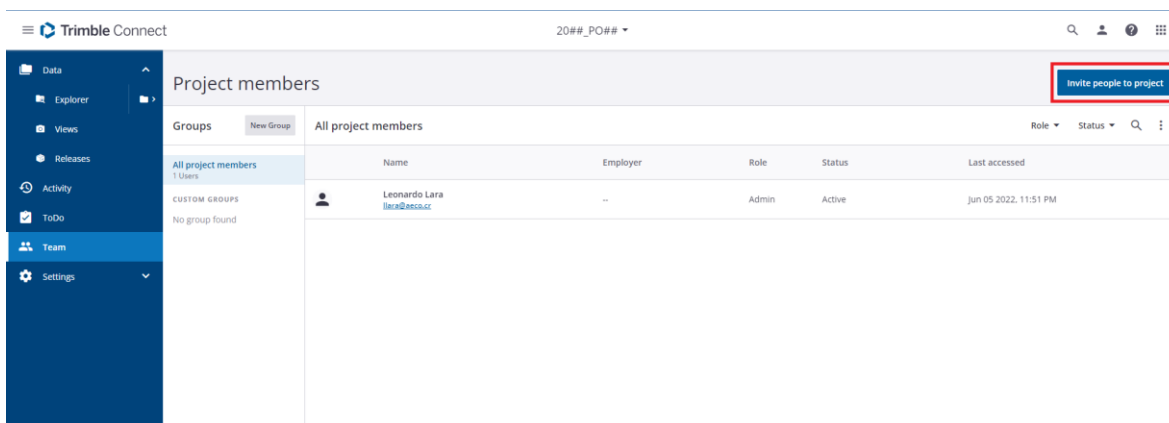 Trimble Connect
20##_PO##
Data
Explorer
Views
Releases
Activity
ToDo
Team
Settings
Project members
Invite people to project
Groups
New Group
All project members
1 Users
CUSTOM GROUPS
No group found
All project members
Role
Status
Name Employer Role Status Last accessed
Leonardo Lara -- Admin Active Jun 05 2022, 11:51 PM
llara@aeco.cr